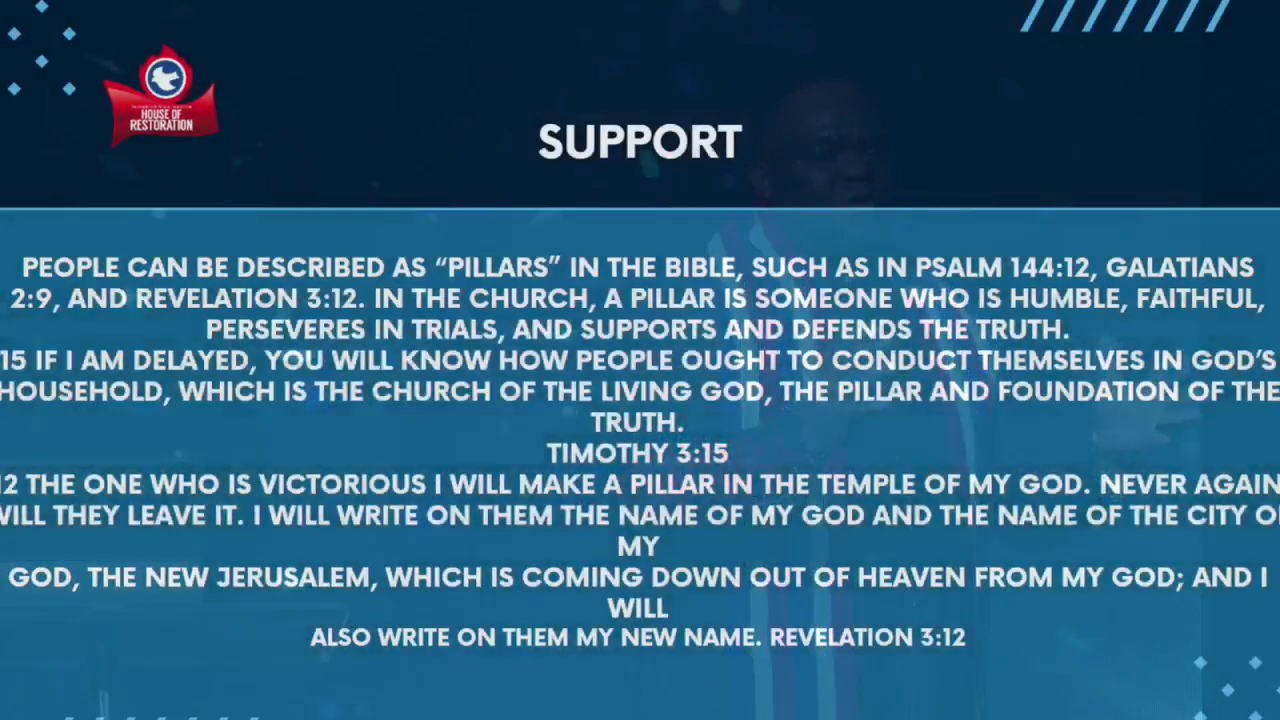 HOUSE OF
RESTORATION
SUPPORT
PEOPLE CAN BE DESCRIBED AS “PILLARS” IN THE BIBLE, SUCH AS IN PSALM 144:12, GALATIANS
2:9, AND REVELATION 3:12. IN THE CHURCH, A PILLAR IS SOMEONE WHO IS HUMBLE, FAITHFUL,
PERSEVERES IN TRIALS, AND SUPPORTS AND DEFENDS THE TRUTH.
15 IF I AM DELAYED, YOU WILL KNOW HOW PEOPLE OUGHT TO CONDUCT THEMSELVES IN GOD’S
HOUSEHOLD, WHICH IS THE CHURCH OF THE LIVING GOD, THE PILLAR AND FOUNDATION OF THE
TRUTH.
TIMOTHY 3:15
12 THE ONE WHO IS VICTORIOUS I WILL MAKE A PILLAR IN THE TEMPLE OF MY GOD. NEVER AGAIN
WILL THEY LEAVE IT. I WILL WRITE ON THEM THE NAME OF MY GOD AND THE NAME OF THE CITY OF
MY
GOD, THE NEW JERUSALEM, WHICH IS COMING DOWN OUT OF HEAVEN FROM MY GOD; AND I
WILL
ALSO WRITE ON THEM MY NEW NAME. REVELATION 3:12